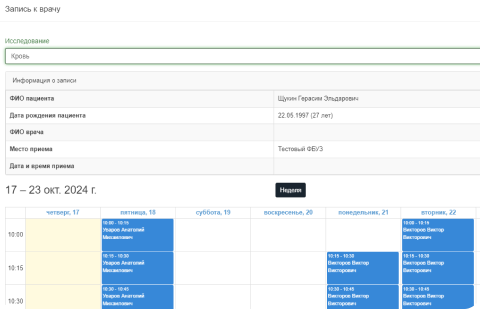 Запись к врачу
Исследование
Кровь
Информация о записи
ФИО пациента Щукин Герасим Эльдарович
Дата рождения пациента 22.05.1997 (27 лет)
ФИО врача
Место приема Тестовый ФБУЗ
Дата и время приема
17 – 23 окт. 2024 г. Неделя
четверг, 17 пятница, 18 суббота, 19 воскресенье, 20 понедельник, 21 вторник, 22
10:00 10:00 - 10:15 10:00 - 10:15
Уваров Анатолий Викторов Виктор
Михайлович Викторович
10:15 10:15 - 10:30 10:15 - 10:30 10:15 - 10:30
Уваров Анатолий Викторов Виктор Викторов Виктор
Михайлович Викторович Викторович
10:30 10:30 - 10:45 10:30 - 10:45 10:30 - 10:45
Уваров Анатолий Викторов Виктор Викторов Виктор
Михайлович Викторович Викторович